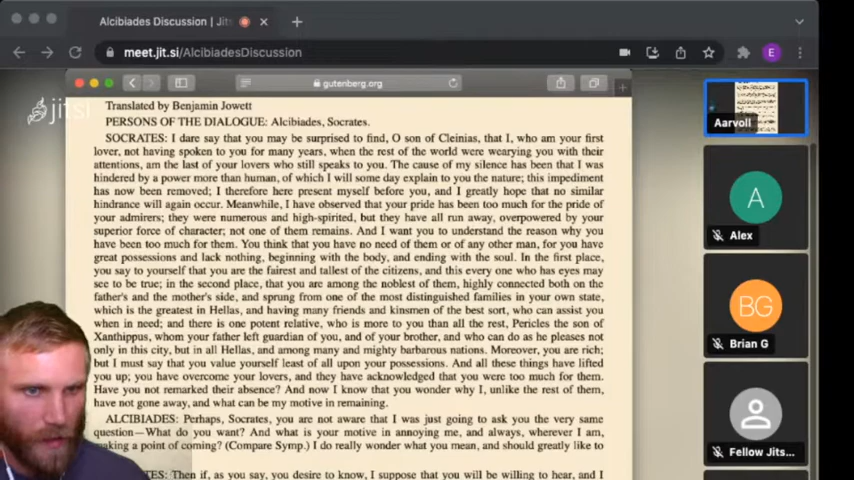 Alcibiades Discussion | Jits
meet.jit.si/AlcibiadesDiscussion
E
gutenberg.org
jitsi
Translated by Benjamin Jowett
PERSONS OF THE DIALOGUE: Alcibiades, Socrates.
SOCRATES: I dare say that you may be surprised to find, O son of Cleinias, that I, who am your first
lover, not having spoken to you for many years, when the rest of the world were wearying you with their
attentions, am the last of your lovers who still speaks to you. The cause of my silence has been that I was
hindered by a power more than human, of which I will some day explain to you the nature; this impediment
has now been removed; I therefore here present myself before you, and I greatly hope that no similar
hindrance will again occur. Meanwhile, I have observed that your pride has been too much for the pride of
your admirers; they were numerous and high-spirited, but they have all run away, overpowered by your
superior force of character; not one of them remains. And I want you to understand the reason why you
have been too much for them. You think that you have no need of them or of any other man, for you have
great possessions and lack nothing, beginning with the body, and ending with the soul. In the first place,
you say to yourself that you are the fairest and tallest of the citizens, and this every one who has eyes may
see to be true; in the second place, that you are among the noblest of them, highly connected both on the
father's and the mother's side, and sprung from one of the most distinguished families in your own state,
which is the greatest in Hellas, and having many friends and kinsmen of the best sort, who can assist you
when in need; and there is one potent relative, who is more to you than all the rest, Pericles the son of
Xanthippus, whom your father left guardian of you, and of your brother, and who can do as he pleases not
only in this city, but in all Hellas, and among many and mighty barbarous nations. Moreover, you are rich;
but I must say that you value yourself least of all upon your possessions. And all these things have lifted
you up; you have overcome your lovers, and they have acknowledged that you were too much for them.
Have you not remarked their absence? And now I know that you wonder why I, unlike the rest of them,
have not gone away, and what can be my motive in remaining.
ALCIBIADES: Perhaps, Socrates, you are not aware that I was just going to ask you the very same
question—What do you want? And what is your motive in annoying me, and always, wherever I am,
making a point of coming? (Compare Symp.) I do really wonder what you mean, and should greatly like to
TES: Then if, as you say, you desire to know, I suppose that you will be willing to hear, and I
Aarvoll
A
Alex
BG
Brian G
Fellow Jits...